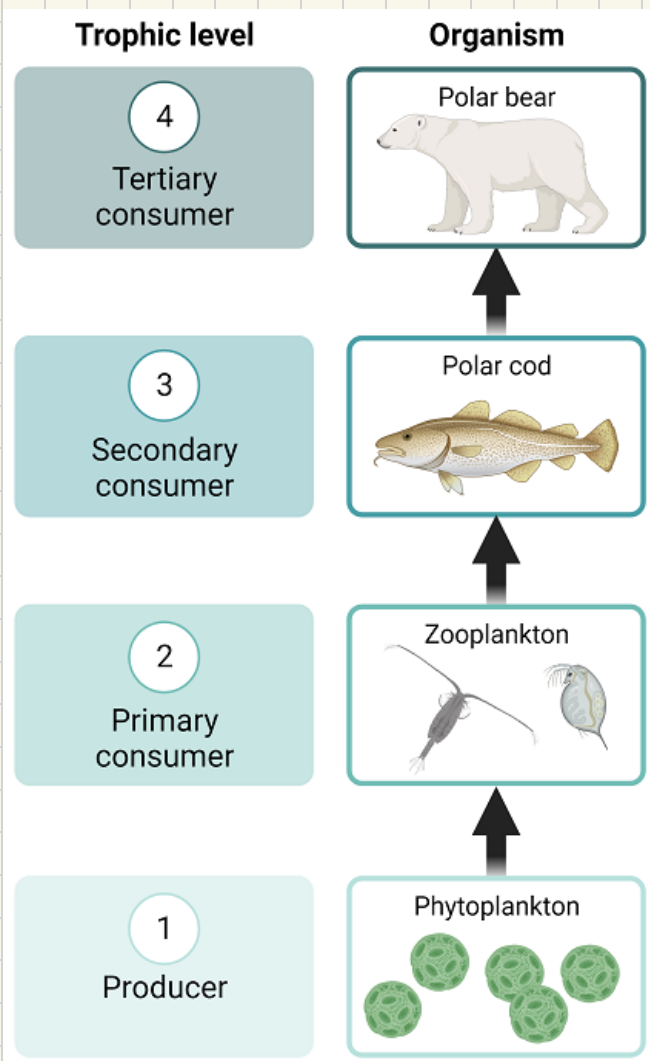 Trophic level
Organism
4
Tertiary
consumer
Polar bear
3
Secondary
consumer
Polar cod
2
Primary
consumer
Zooplankton
1
Producer
Phytoplankton